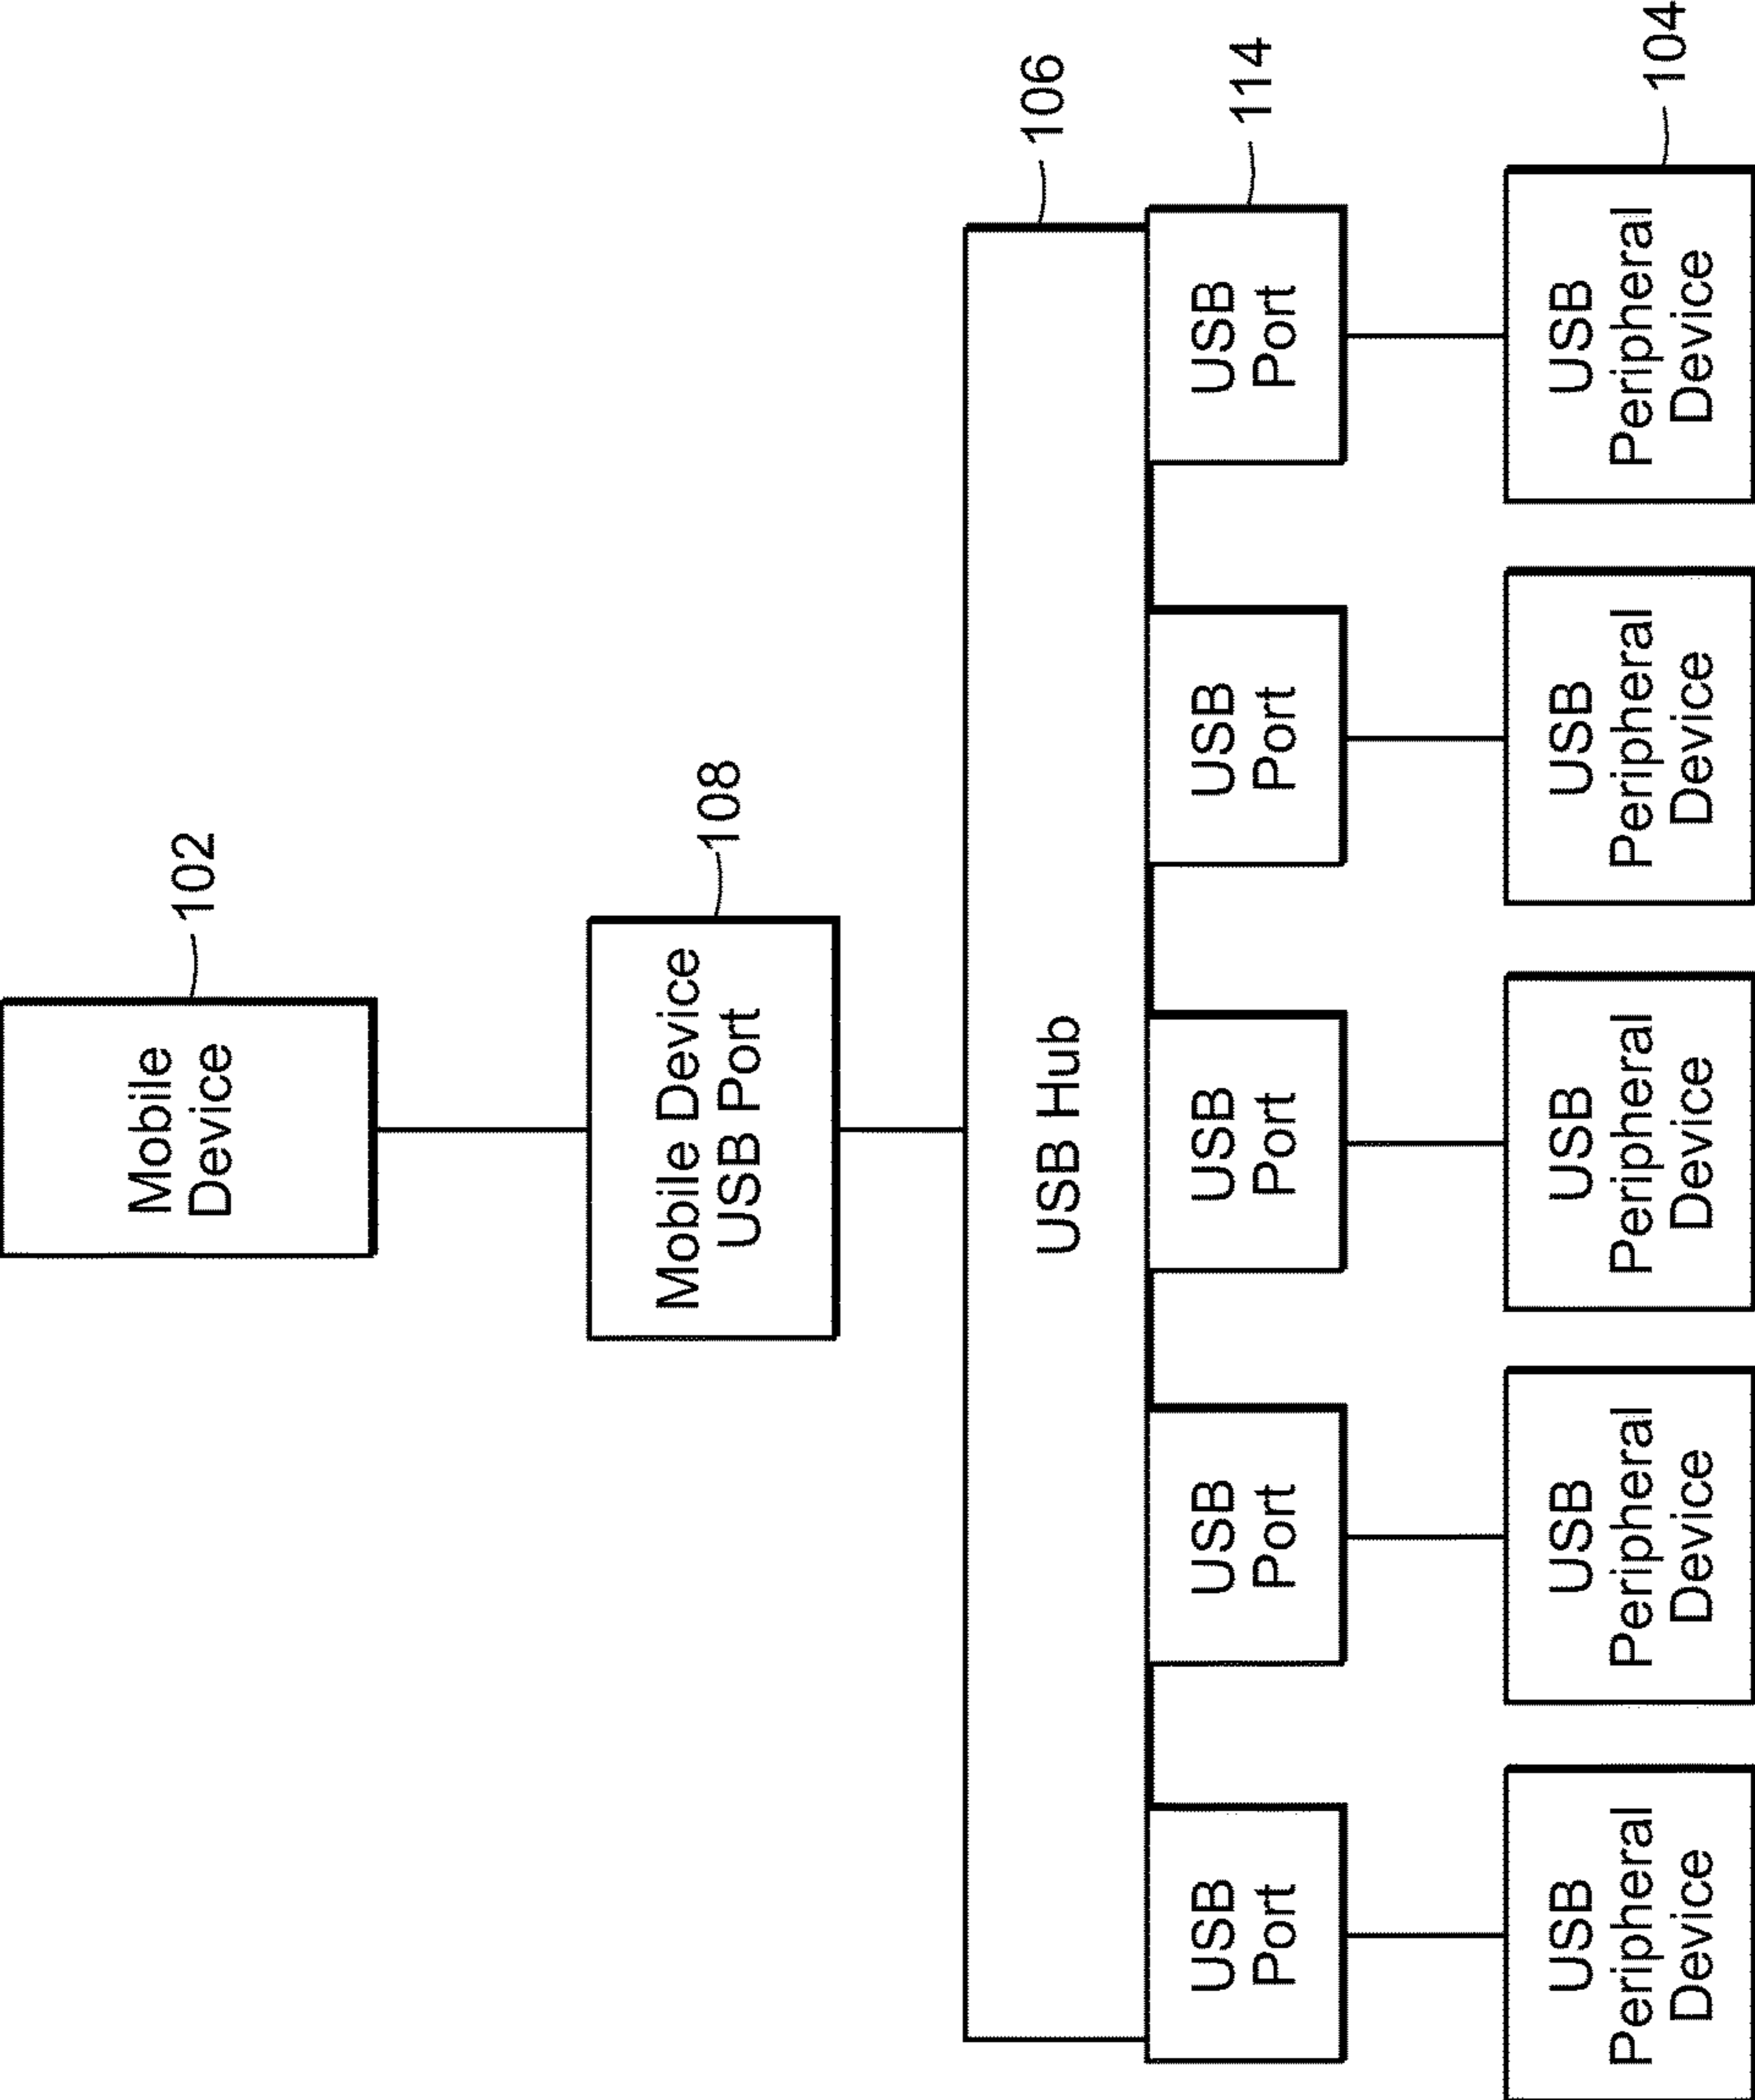 Mobile
Device
102
Mobile Device
USB Port
108
USB Hub
106
USB
Port
USB
Port
USB
Port
USB
Port
USB
Port
114
USB
Peripheral
Device
USB
Peripheral
Device
USB
Peripheral
Device
USB
Peripheral
Device
USB
Peripheral
Device
104